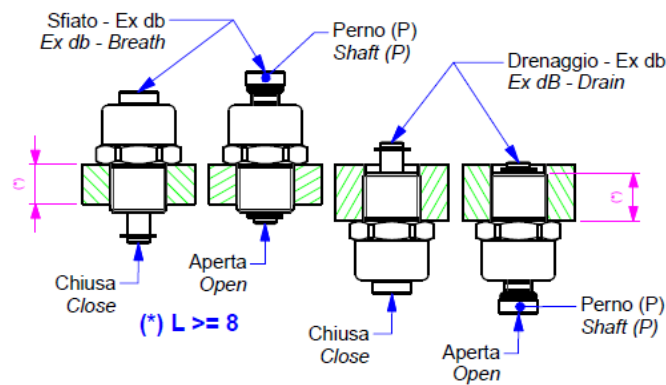 Sfiato - Ex db
Ex db - Breath
Perno (P)
Shaft (P)
Drenaggio - Ex db
Ex dB - Drain
(*)
(*)
Chiusa
Close
Aperta
Open
(*) L >= 8
Chiusa
Close
Perno (P)
Shaft (P)
Aperta
Open